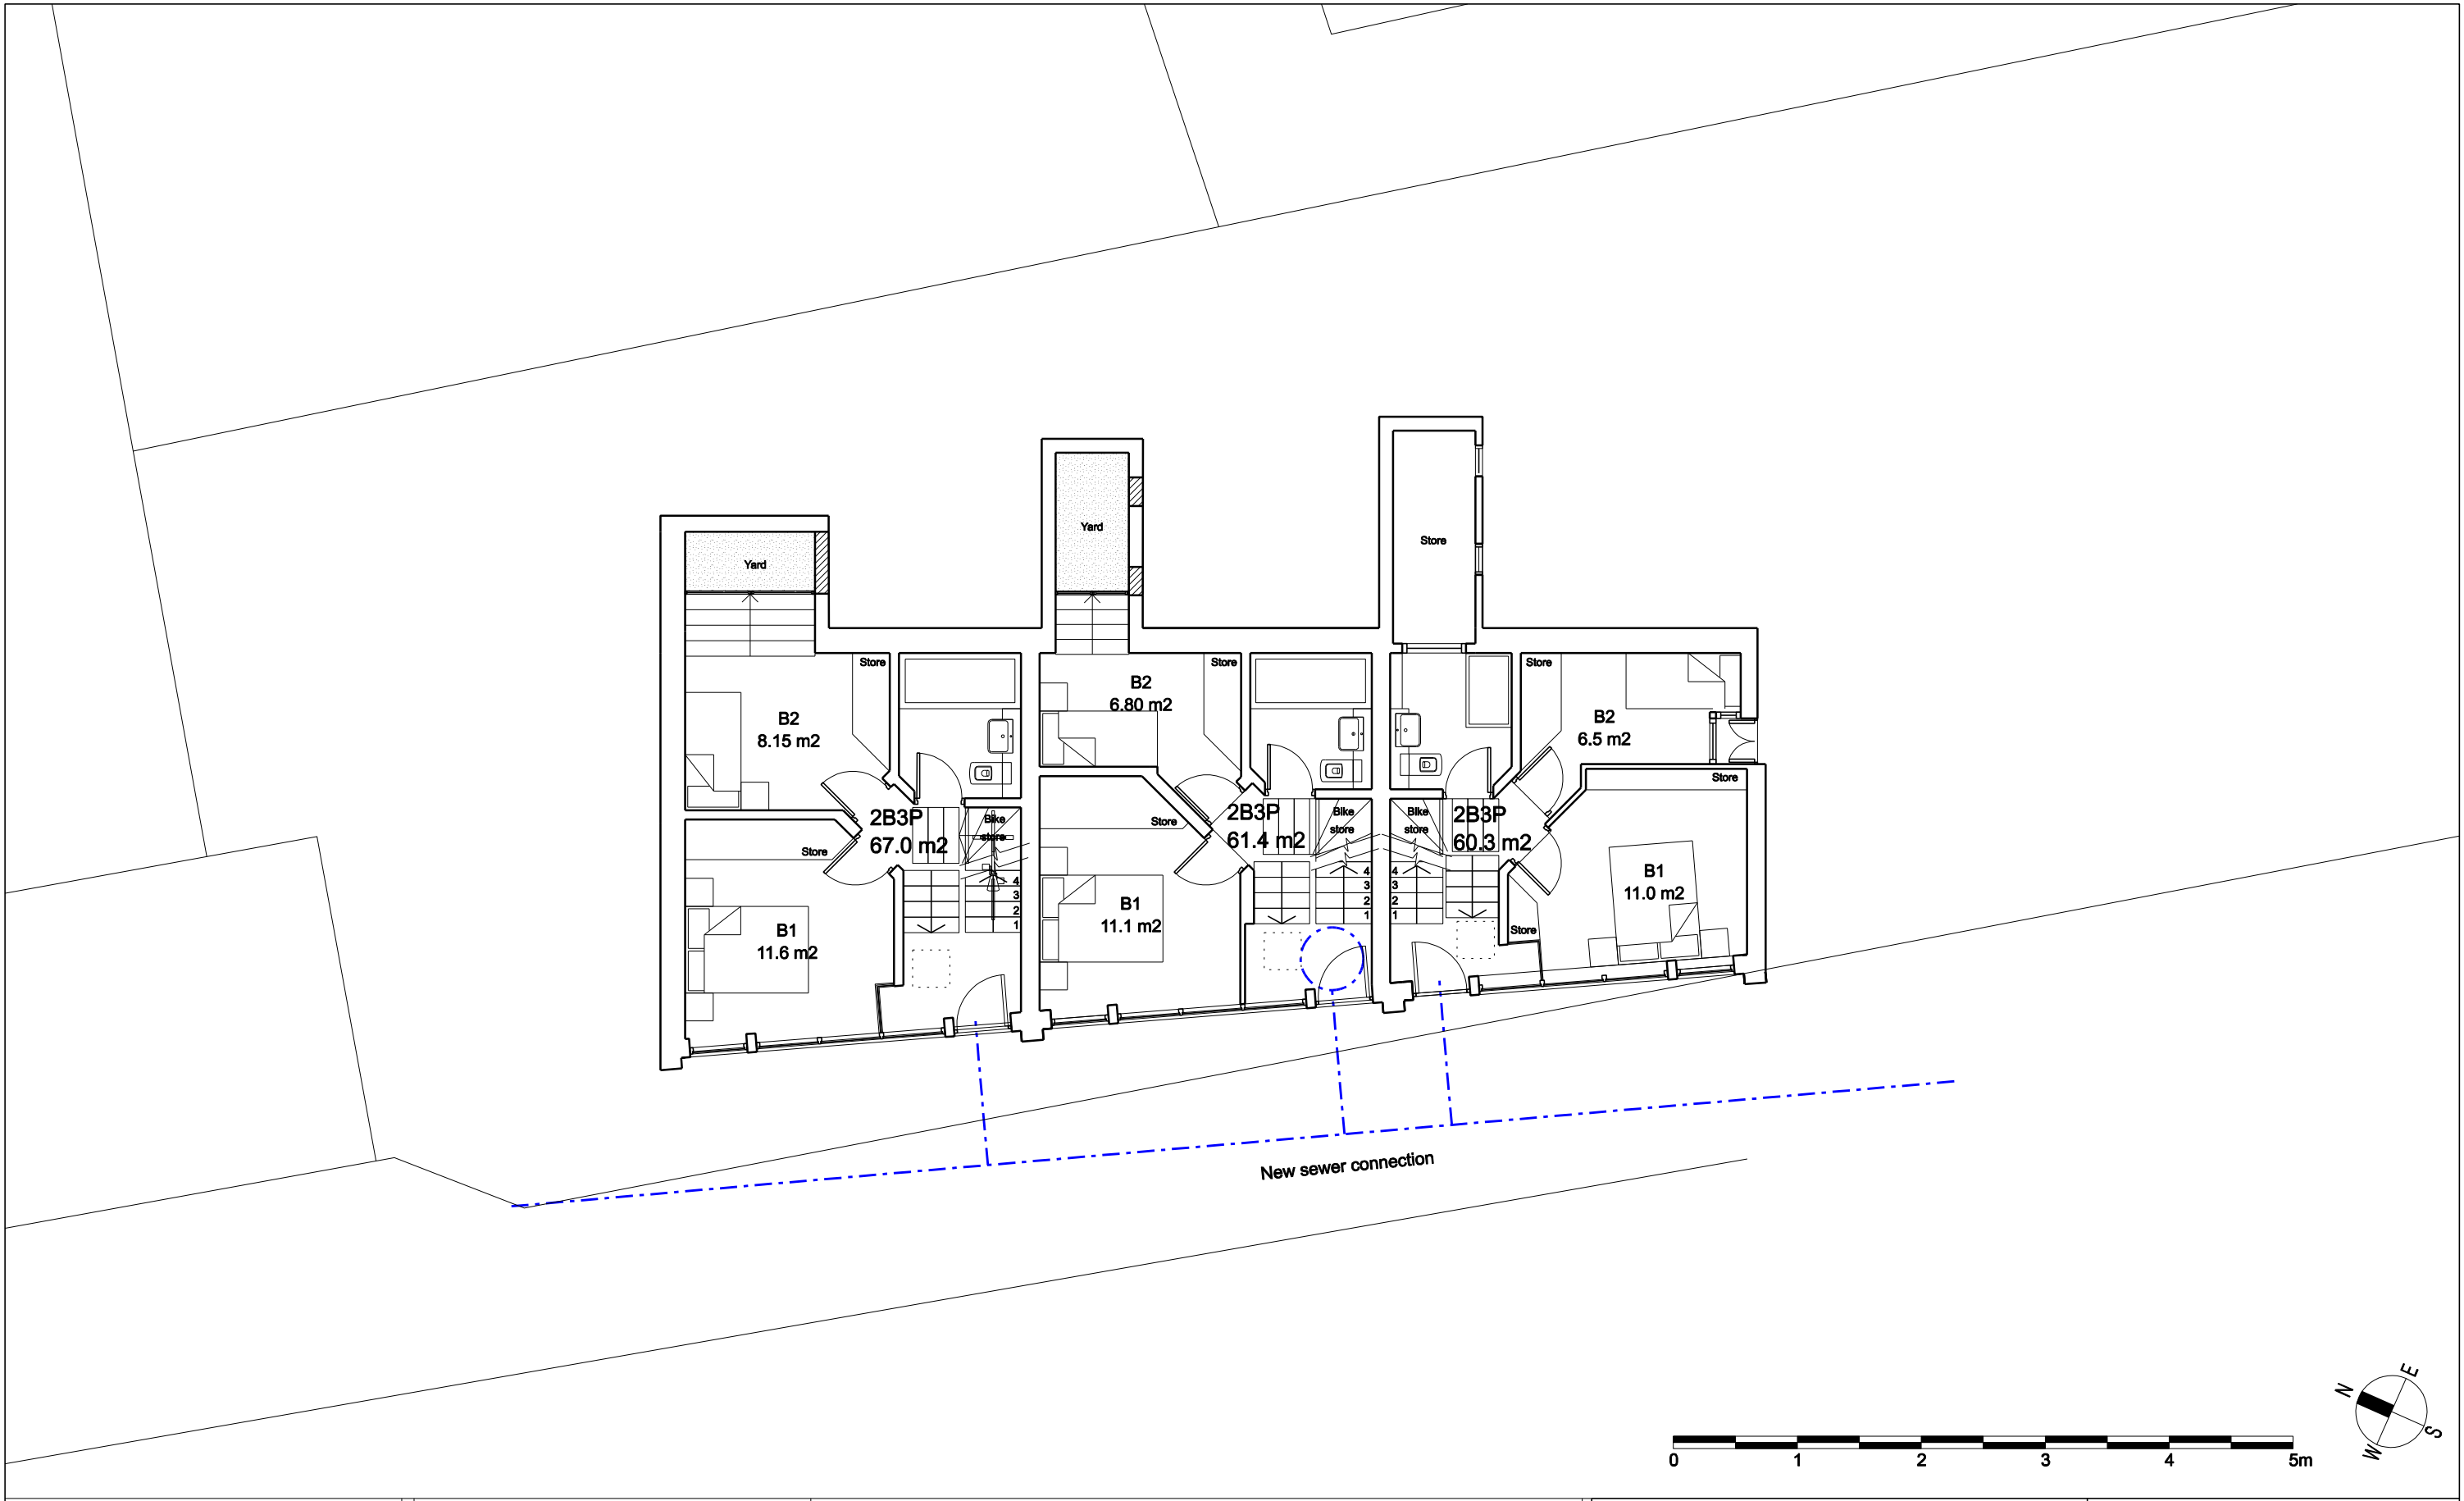 Yard
Yard
Store
Store
B2
8.15 m2
B2
6.80 m2
Store
Store
B2
6.5 m2
2B3P
67.0 m2
Bike
store
Store
4
3
2
1
B1
11.6 m2
Store
2B3P
61.4 m2
Bike
store
4
3
2
1
B1
11.1 m2
Bike
store
2B3P
60.3 m2
4
3
2
1
Store
B1
11.0 m2
Store
New sewer connection
0 1 2 3 4 5m
N
E
S
W